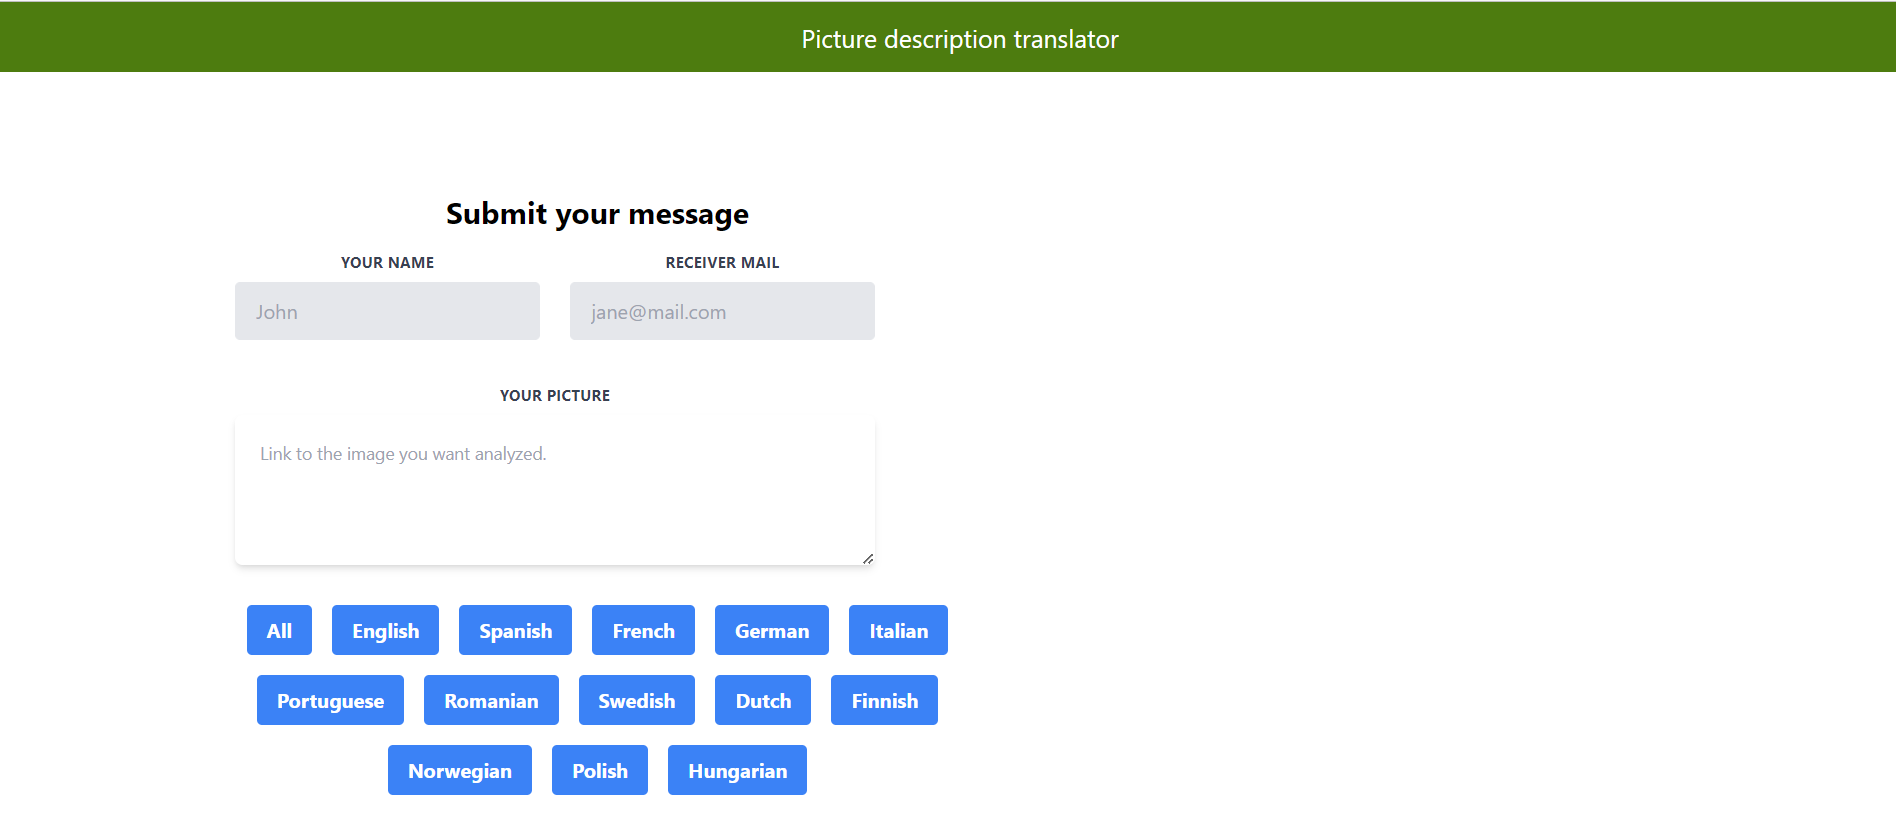 Picture description translator
Submit your message
YOUR NAME RECEIVER MAIL
John jane@mail.com
YOUR PICTURE
Link to the image you want analyzed.
All English Spanish French German Italian
Portuguese Romanian Swedish Dutch Finnish
Norwegian Polish Hungarian